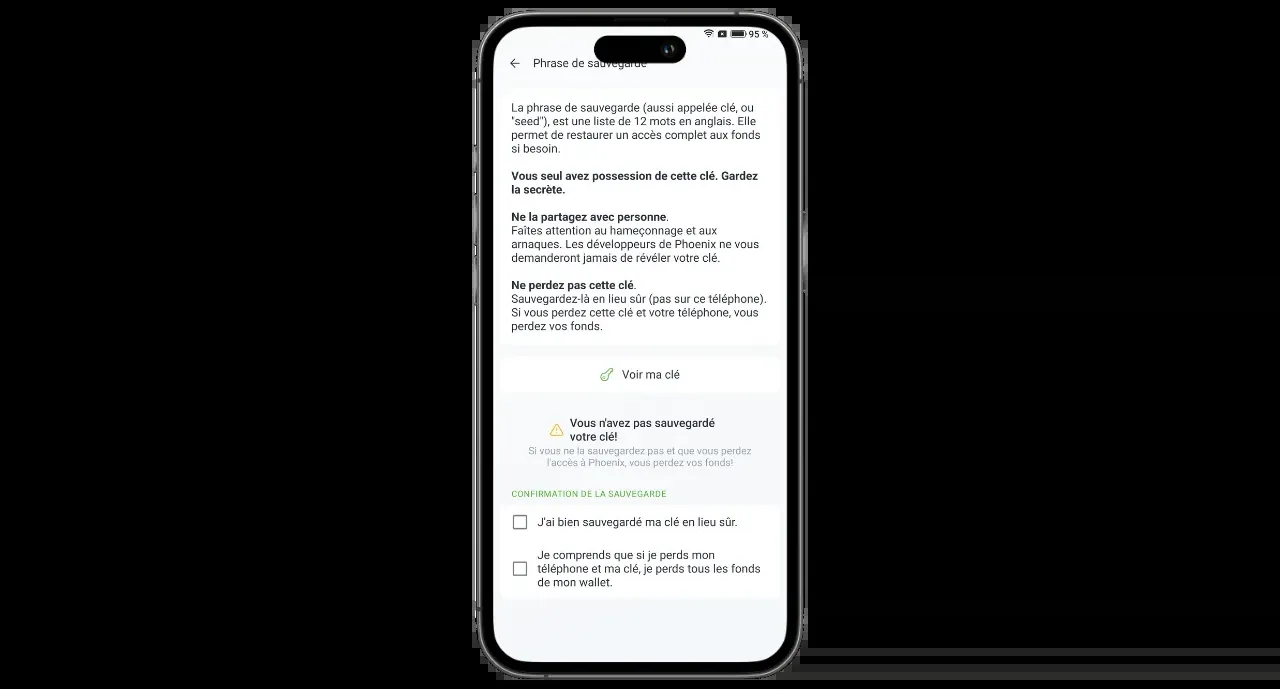 95 %
Phrase de sauvegarde
La phrase de sauvegarde (aussi appelée clé, ou
"seed"), est une liste de 12 mots en anglais. Elle
permet de restaurer un accès complet aux fonds
si besoin.
Vous seul avez possession de cette clé. Gardez
la secrète.
Ne la partagez avec personne.
Faîtes attention au hameçonnage et aux
arnaques. Les développeurs de Phoenix ne vous
demanderont jamais de révéler votre clé.
Ne perdez pas cette clé.
Sauvegardez-là en lieu sûr (pas sur ce téléphone).
Si vous perdez cette clé et votre téléphone, vous
perdez vos fonds.
Voir ma clé
Vous n'avez pas sauvegardé
votre clé!
Si vous ne la sauvegardez pas et que vous perdez
l'accès à Phoenix, vous perdez vos fonds!
CONFIRMATION DE LA SAUVEGARDE
J'ai bien sauvegardé ma clé en lieu sûr.
Je comprends que si je perds mon
téléphone et ma clé, je perds tous les fonds
de mon wallet.